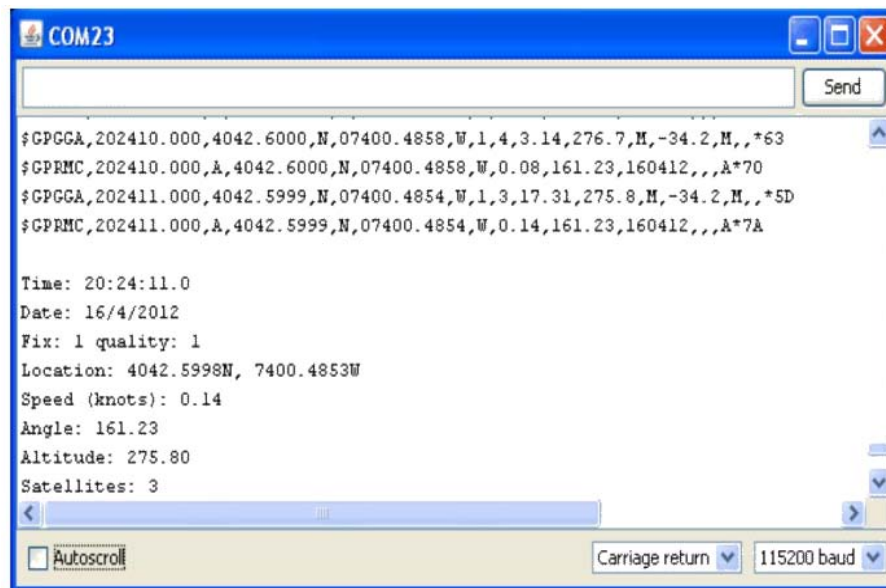 COM23
Send
$GPGGA,202410.000,4042.6000,N,07400.4858,W,1,4,3.14,276.7,M,-34.2,M,,*63
$GPRMC,202410.000,A,4042.6000,N,07400.4858,W,0.08,161.23,160412,,,A*70
$GPGGA,202411.000,4042.5999,N,07400.4854,W,1,3,17.31,275.8,M,-34.2,M,,*5D
$GPRMC,202411.000,A,4042.5999,N,07400.4854,W,0.14,161.23,160412,,,A*7A
Time: 20:24:11.0
Date: 16/4/2012
Fix: 1 quality: 1
Location: 4042.5998N, 7400.4853W
Speed (knots): 0.14
Angle: 161.23
Altitude: 275.80
Satellites: 3
Autoscroll
Carriage return
115200 baud